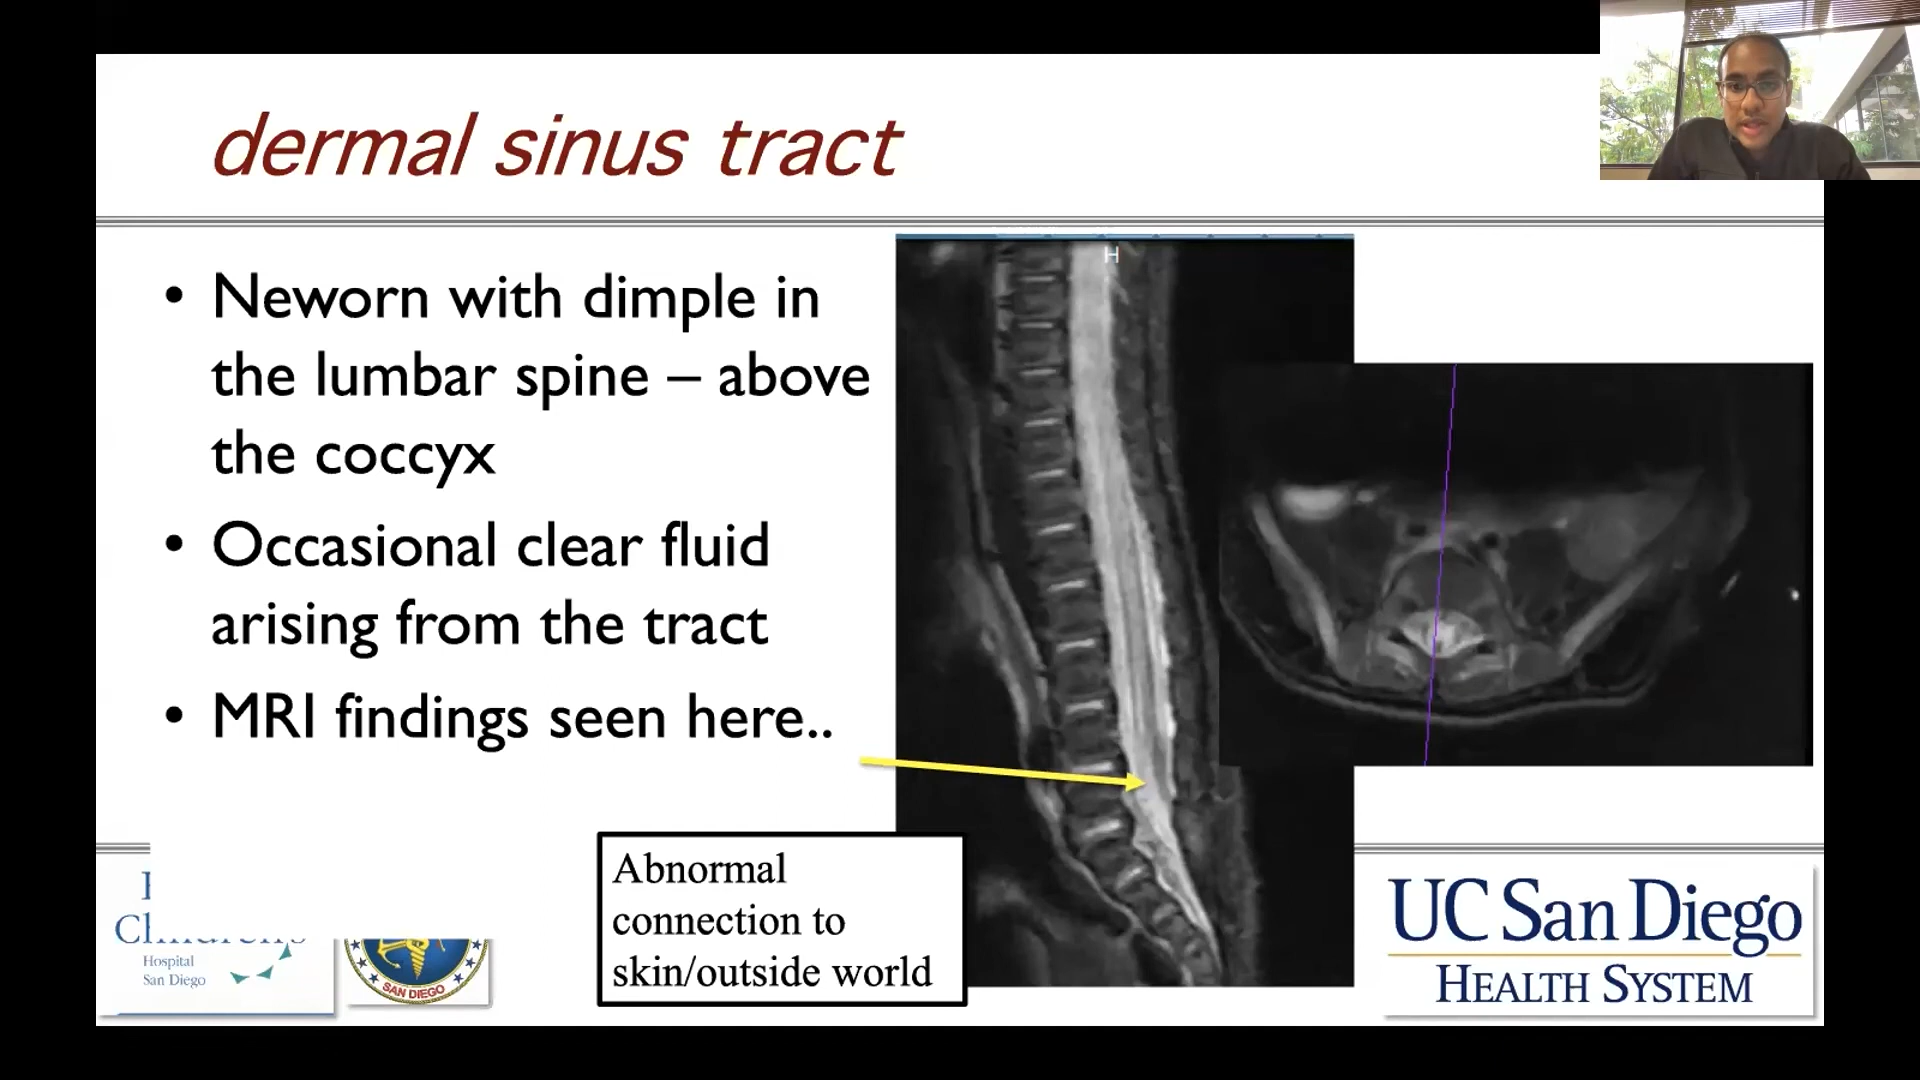 dermal sinus tract
• Neworn with dimple in
the lumbar spine – above
the coccyx
• Occasional clear fluid
arising from the tract
• MRI findings seen here..
H
Abnormal
connection to
skin/outside world
Hospital
San Diego
SAN DIEGO
UC San Diego
HEALTH SYSTEM